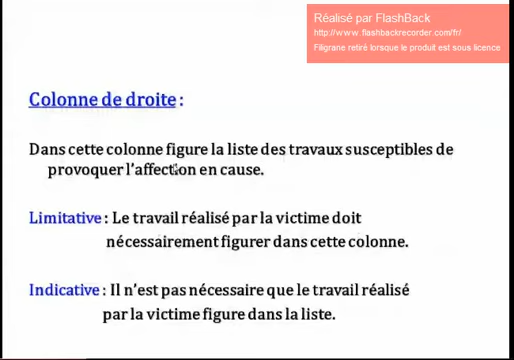 Réalisé par FlashBack
http://www.flashbackrecorder.com/fr/
Filigrane retiré lorsque le produit est sous licence
Colonne de droite :
Dans cette colonne figure la liste des travaux susceptibles de
provoquer l'affection en cause.
Limitative : Le travail réalisé par la victime doit
nécessairement figurer dans cette colonne.
Indicative : Il n'est pas nécessaire que le travail réalisé
par la victime figure dans la liste.